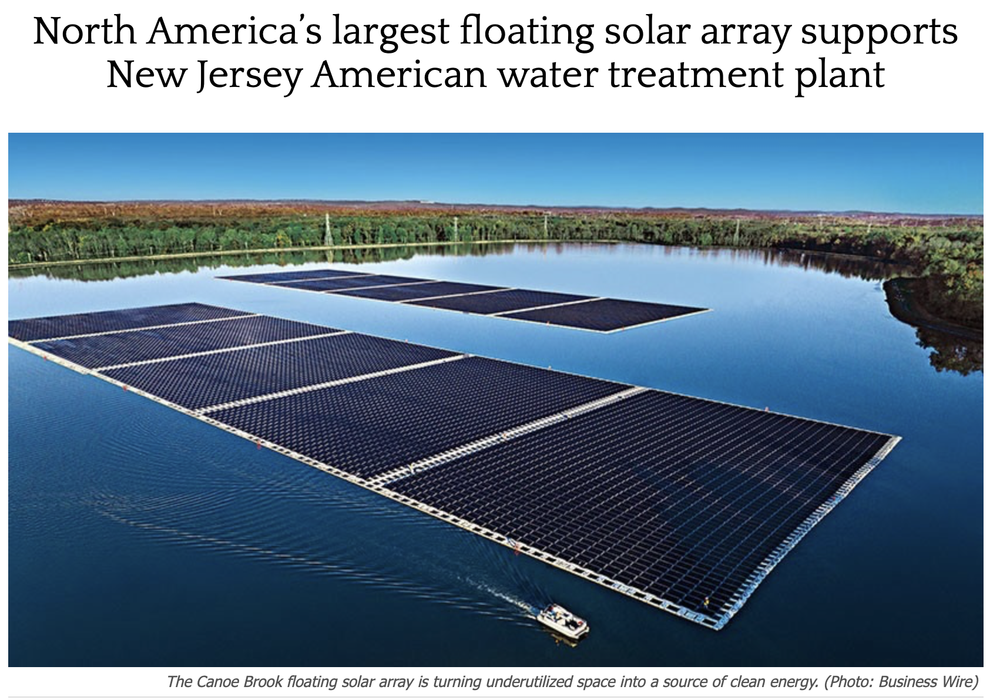 North America’s largest floating solar array supports
New Jersey American water treatment plant
The Canoe Brook floating solar array is turning underutilized space into a source of clean energy. (Photo: Business Wire)